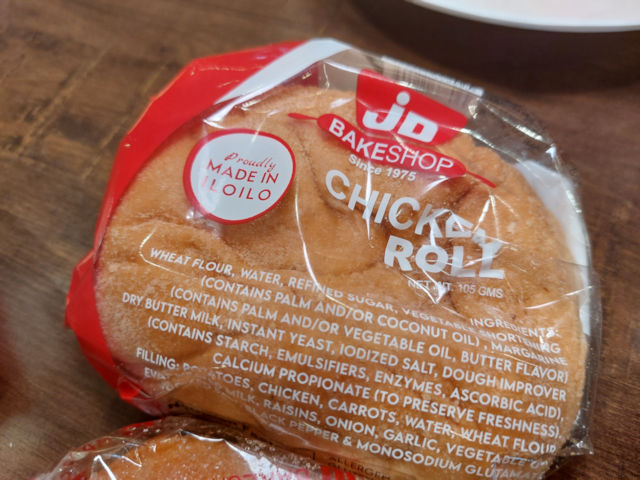 jD
BAKESHOP
Since 1975
Proudly
MADE IN
ILOILO
CHICKEN
ROLL
NET WT. 105 GMS
INGREDIENTS:
WHEAT FLOUR, WATER, REFINED SUGAR, VEGETABLE SHORTENING
(CONTAINS PALM AND/OR COCONUT OIL) - MARGARINE
(CONTAINS PALM AND/OR VEGETABLE OIL, BUTTER FLAVOR)
DRY BUTTER MILK, INSTANT YEAST, IODIZED SALT, DOUGH IMPROVER
(CONTAINS STARCH, EMULSIFIERS, ENZYMES, ASCORBIC ACID),
CALCIUM PROPIONATE (TO PRESERVE FRESHNESS).
FILLING: POTATOES, CHICKEN, CARROTS, WATER, WHEAT FLOUR
MILK, RAISINS, ONION, GARLIC, VEGETABLE
PEPPER & MONOSODIUM GLUTAMATE
ALLERGEN